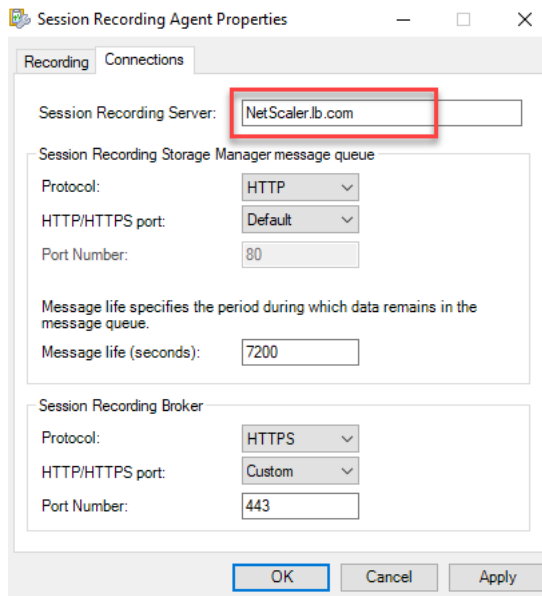 Session Recording Agent Properties
Recording Connections
Session Recording Server: NetScaler.lb.com
Session Recording Storage Manager message queue
Protocol: HTTP
HTTP/HTTPS port: Default
Port Number: 80
Message life specifies the period during which data remains in the
message queue.
Message life (seconds): 7200
Session Recording Broker
Protocol: HTTPS
HTTP/HTTPS port: Custom
Port Number: 443
OK Cancel Apply